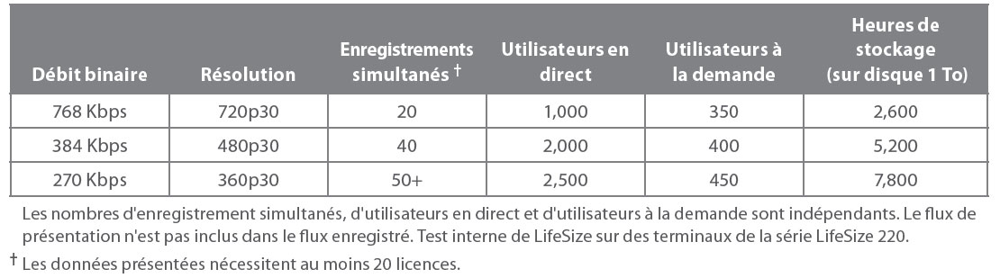 Débit binaire Résolution Enregistrements simultanés † Utilisateurs en direct Utilisateurs à la demande Heures de stockage (sur disque 1 To)
768 Kbps 720p30 20 1,000 350 2,600
384 Kbps 480p30 40 2,000 400 5,200
270 Kbps 360p30 50+ 2,500 450 7,800
Les nombres d'enregistrement simultanés, d'utilisateurs en direct et d'utilisateurs à la demande sont indépendants. Le flux de
présentation n'est pas inclus dans le flux enregistré. Test interne de LifeSize sur des terminaux de la série LifeSize 220.
† Les données présentées nécessitent au moins 20 licences.